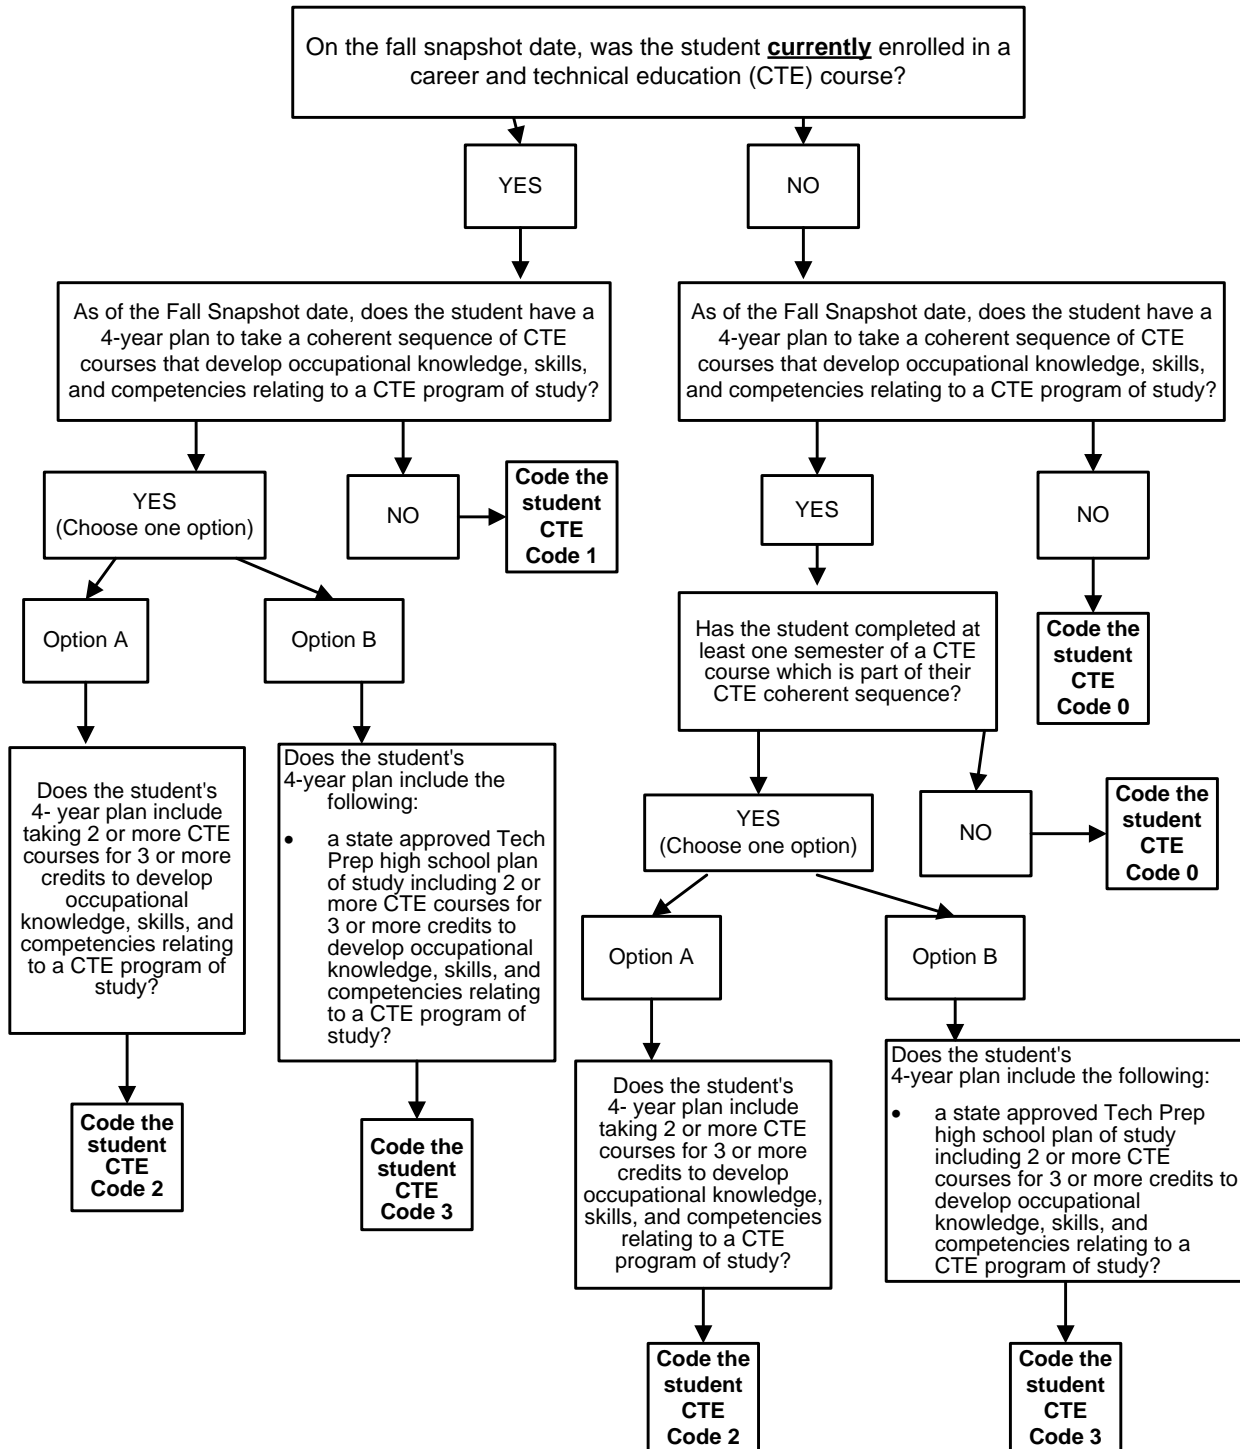 On the fall snapshot date, was the student currently enrolled in a
career and technical education (CTE) course?
YES
NO
As of the Fall Snapshot date, does the student have a
4-year plan to take a coherent sequence of CTE
courses that develop occupational knowledge, skills,
and competencies relating to a CTE program of study?
As of the Fall Snapshot date, does the student have a
4-year plan to take a coherent sequence of CTE
courses that develop occupational knowledge, skills,
and competencies relating to a CTE program of study?
YES
(Choose one option)
NO
Code the
student
CTE
Code 1
YES
NO
Option A
Option B
Has the student completed at
least one semester of a CTE
course which is part of their
CTE coherent sequence?
Code the
student
CTE
Code 0
Does the student's
4- year plan include
taking 2 or more CTE
courses for 3 or more
credits to develop
occupational
knowledge, skills, and
competencies relating
to a CTE program of
study?
Does the student's
4-year plan include the
following:
• a state approved Tech
Prep high school plan
of study including 2 or
more CTE courses for
3 or more credits to
develop occupational
knowledge, skills, and
competencies relating
to a CTE program of
study?
YES
(Choose one option)
NO
Code the
student
CTE
Code 0
Option A
Option B
Code the
student
CTE
Code 2
Code the
student
CTE
Code 3
Does the student's
4- year plan include
taking 2 or more CTE
courses for 3 or more
credits to develop
occupational knowledge,
skills, and competencies
relating to a CTE
program of study?
Does the student's
4-year plan include the following:
• a state approved Tech Prep
high school plan of study
including 2 or more CTE
courses for 3 or more credits to
develop occupational
knowledge, skills, and
competencies relating to a
CTE program of study?
Code the
student
CTE
Code 2
Code the
student
CTE
Code 3